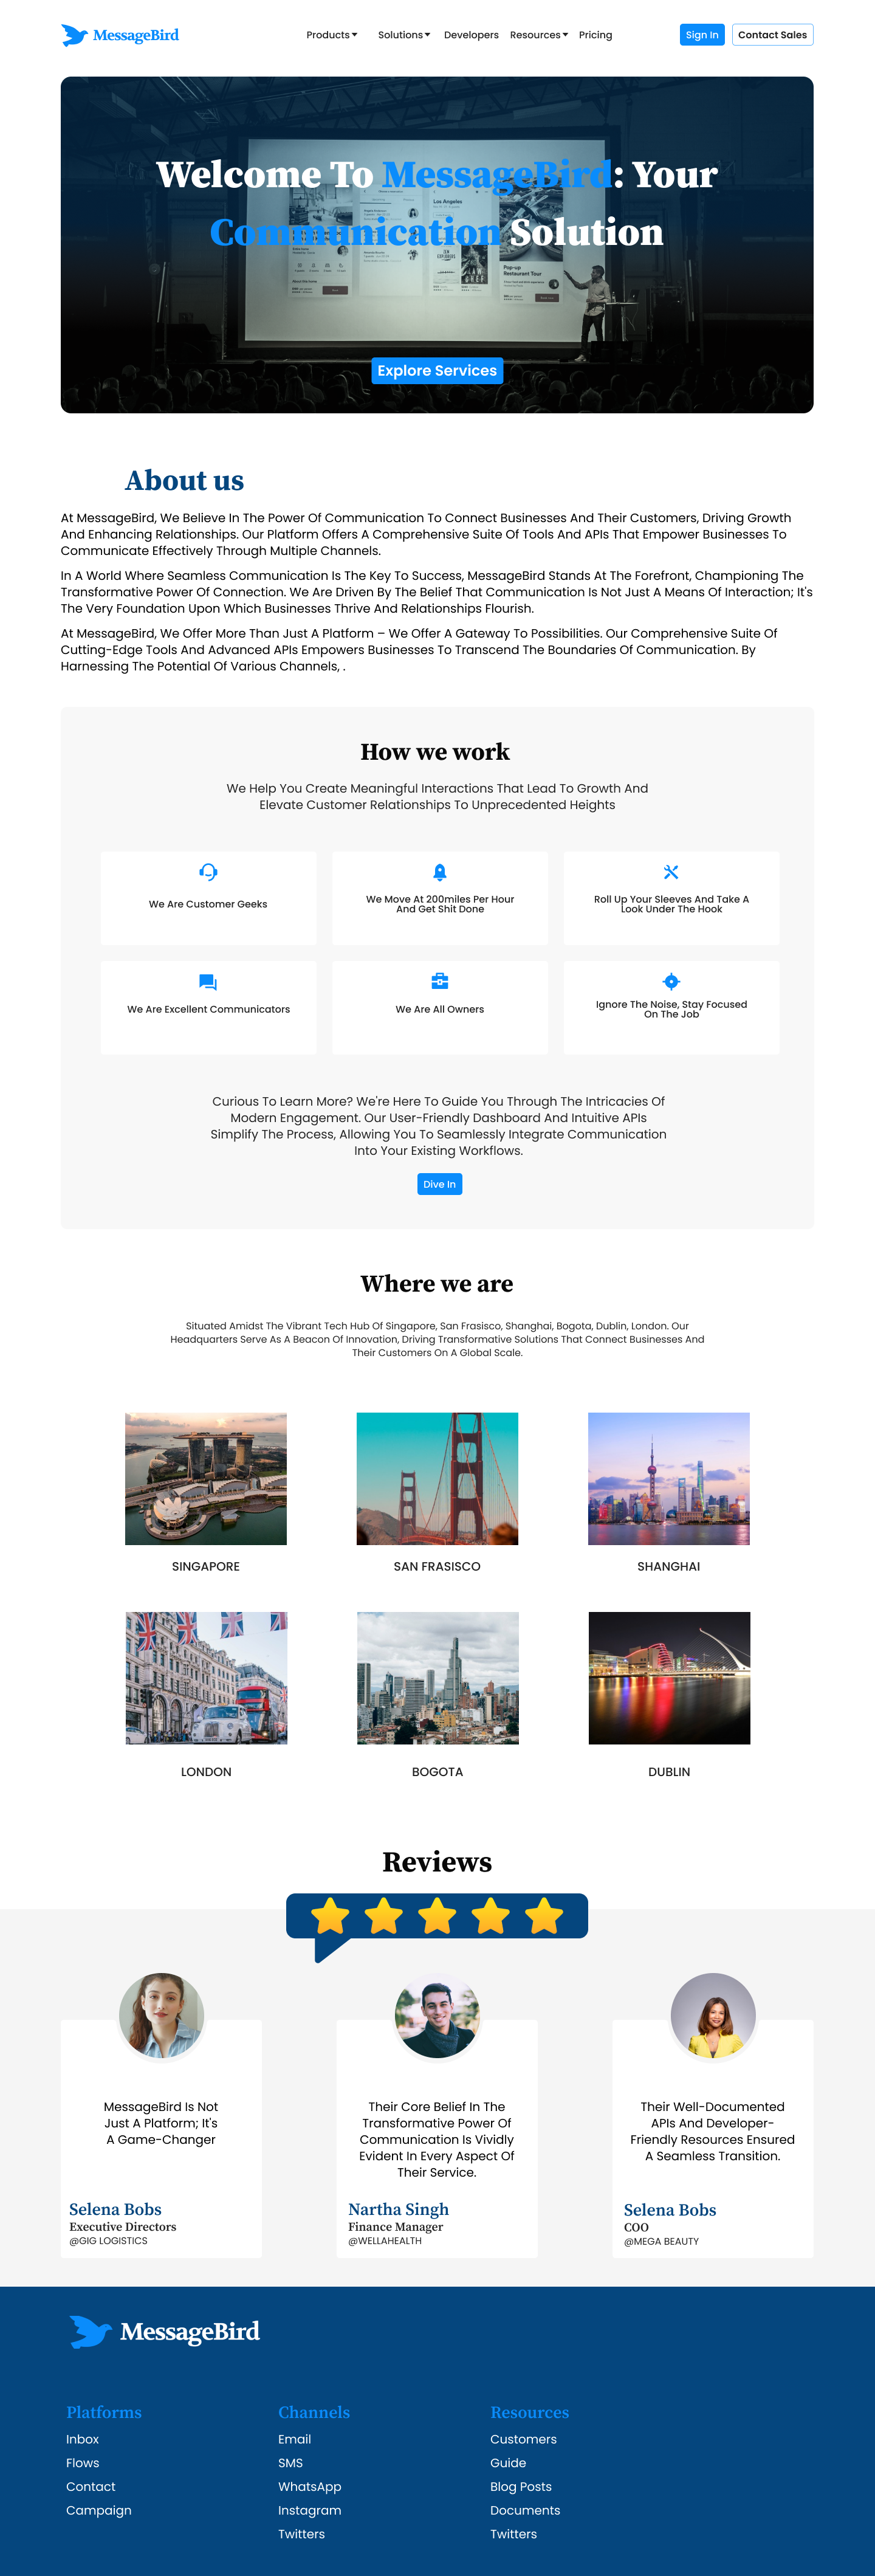 MessageBird
Products
Solutions
Developers
Resources
Pricing
Sign In
Contact Sales
Welcome To MessageBird: Your
Communication Solution
Explore Services
About us
At MessageBird, We Believe In The Power Of Communication To Connect Businesses And Their Customers, Driving Growth
And Enhancing Relationships. Our Platform Offers A Comprehensive Suite Of Tools And APIs That Empower Businesses To
Communicate Effectively Through Multiple Channels.
In A World Where Seamless Communication Is The Key To Success, MessageBird Stands At The Forefront, Championing The
Transformative Power Of Connection. We Are Driven By The Belief That Communication Is Not Just A Means Of Interaction; It's
The Very Foundation Upon Which Businesses Thrive And Relationships Flourish.
At MessageBird, We Offer More Than Just A Platform – We Offer A Gateway To Possibilities. Our Comprehensive Suite Of
Cutting-Edge Tools And Advanced APIs Empowers Businesses To Transcend The Boundaries Of Communication. By
Harnessing The Potential Of Various Channels, .
How we work
We Help You Create Meaningful Interactions That Lead To Growth And
Elevate Customer Relationships To Unprecedented Heights
We Are Customer Geeks
We Move At 200miles Per Hour
And Get Shit Done
Roll Up Your Sleeves And Take A
Look Under The Hook
We Are Excellent Communicators
We Are All Owners
Ignore The Noise, Stay Focused
On The Job
Curious To Learn More? We're Here To Guide You Through The Intricacies Of
Modern Engagement. Our User-Friendly Dashboard And Intuitive APIs
Simplify The Process, Allowing You To Seamlessly Integrate Communication
Into Your Existing Workflows.
Dive In
Where we are
Situated Amidst The Vibrant Tech Hub Of Singapore, San Frasisco, Shanghai, Bogota, Dublin, London. Our
Headquarters Serve As A Beacon Of Innovation, Driving Transformative Solutions That Connect Businesses And
Their Customers On A Global Scale.
SINGAPORE
SAN FRASISCO
SHANGHAI
LONDON
BOGOTA
DUBLIN
Reviews
MessageBird Is Not
Just A Platform; It's
A Game-Changer
Selena Bobs
Executive Directors
@GIG LOGISTICS
Their Core Belief In The
Transformative Power Of
Communication Is Vividly
Evident In Every Aspect Of
Their Service.
Nartha Singh
Finance Manager
@WELLAHEALTH
Their Well-Documented
APIs And Developer-
Friendly Resources Ensured
A Seamless Transition.
Selena Bobs
COO
@MEGA BEAUTY
MessageBird
Platforms
Inbox
Flows
Contact
Campaign
Channels
Email
SMS
WhatsApp
Instagram
Twitters
Resources
Customers
Guide
Blog Posts
Documents
Twitters